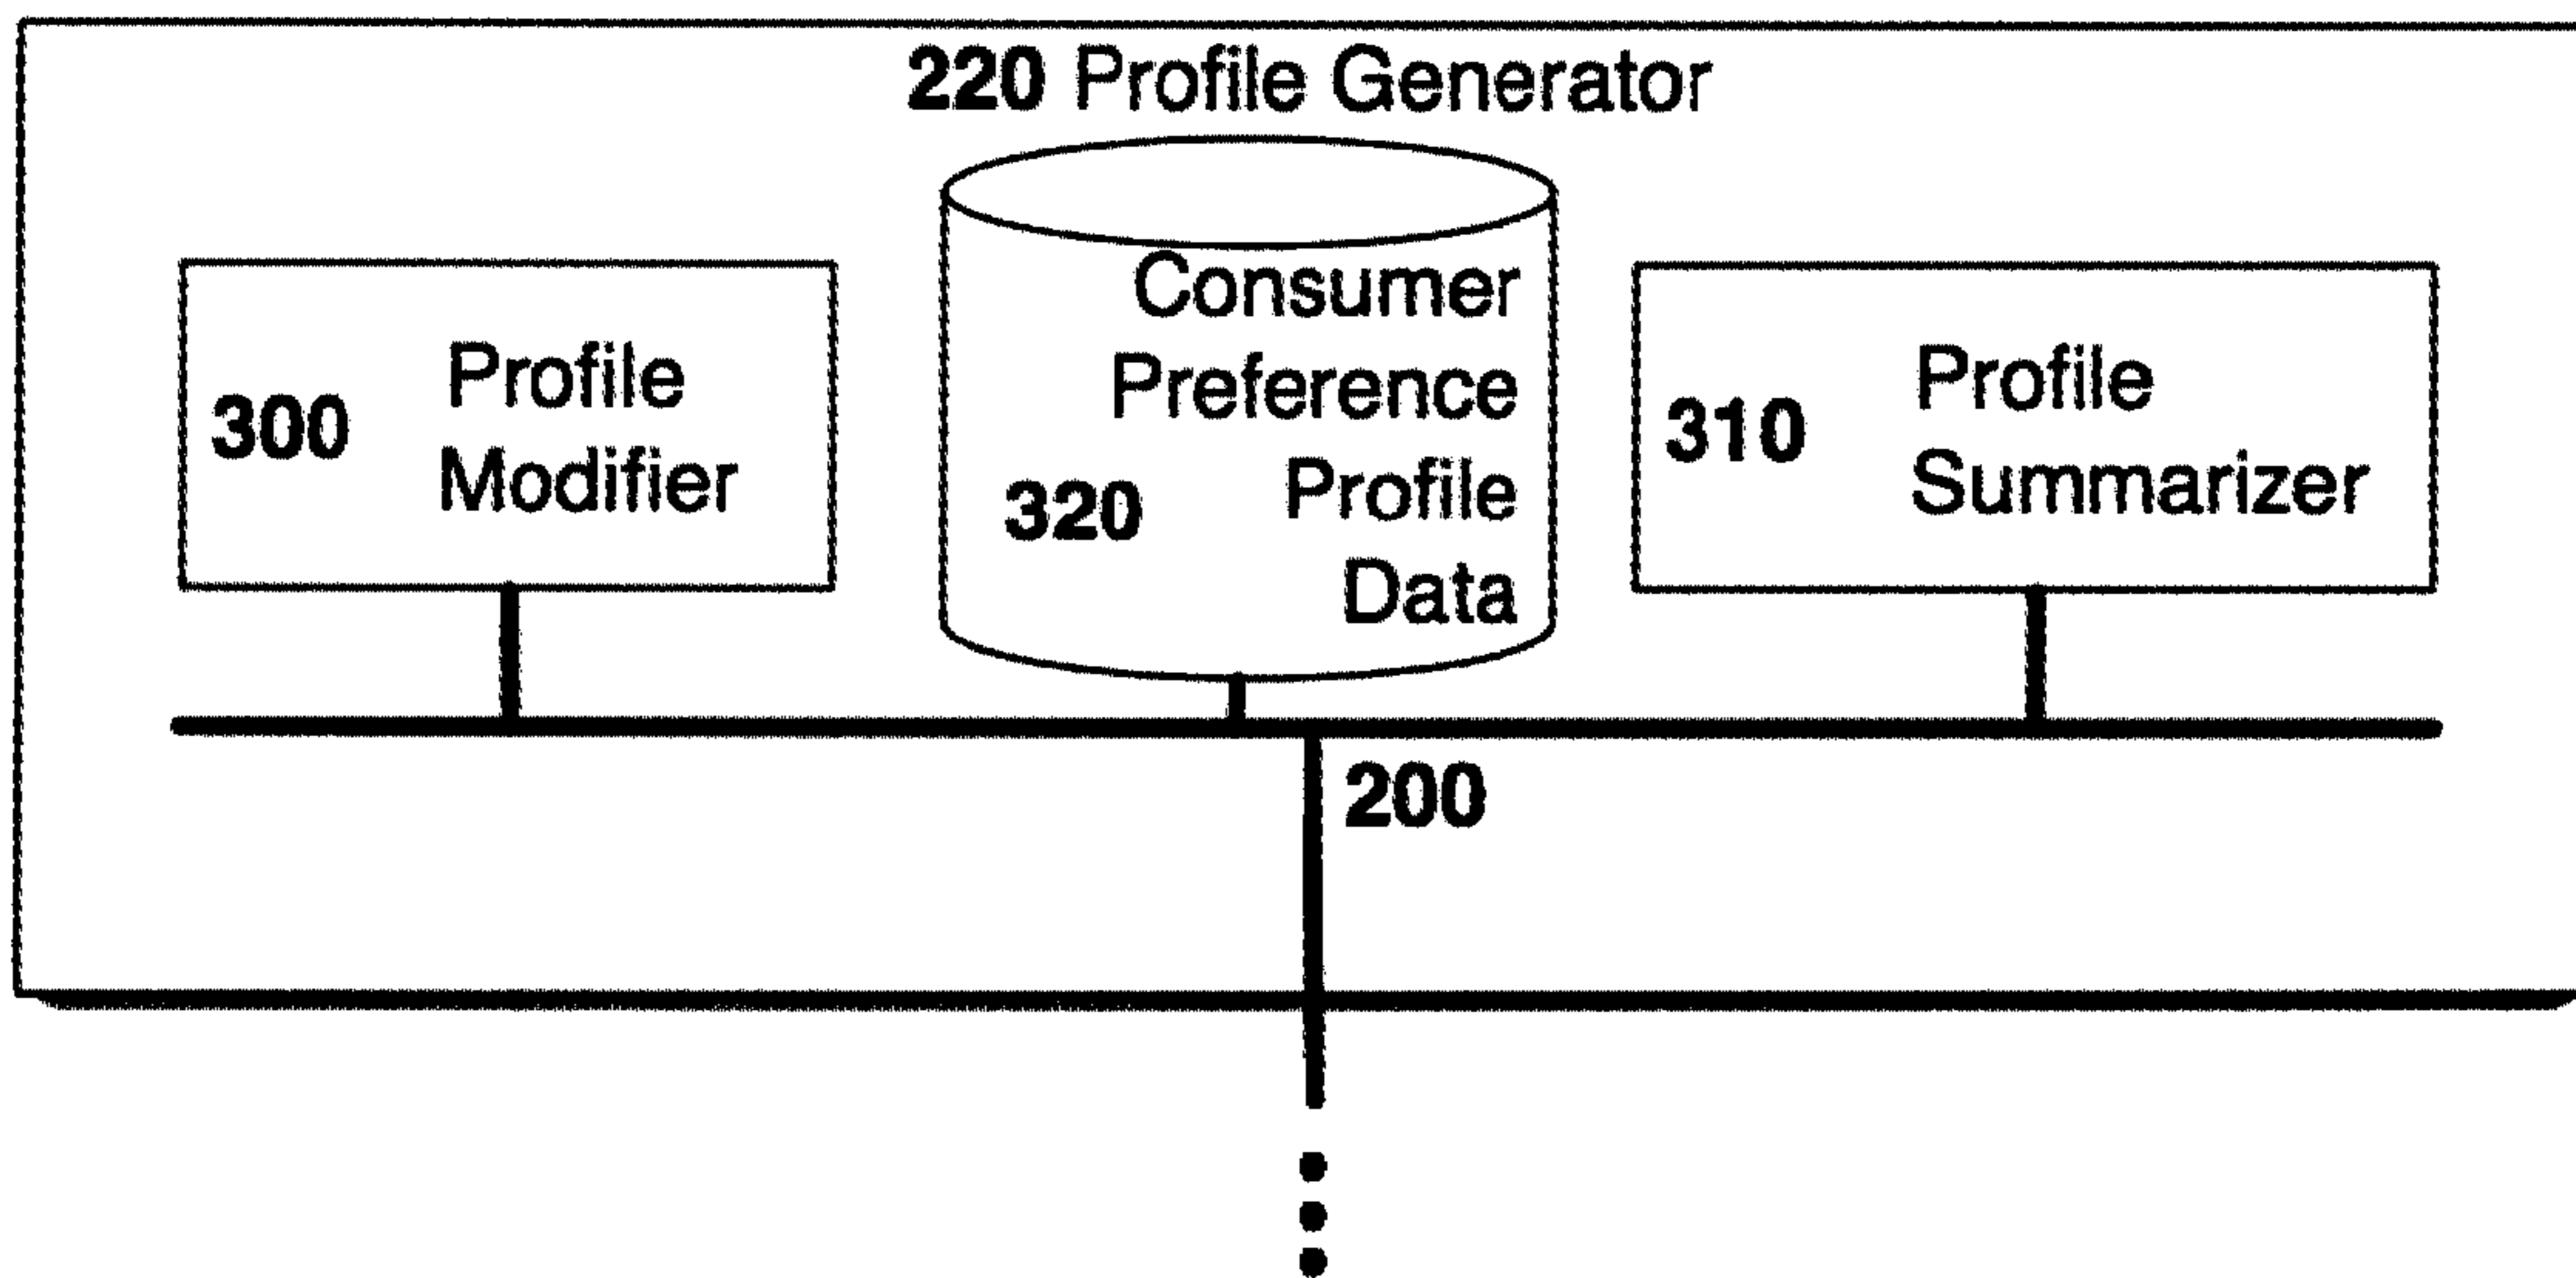 220 Profile Generator
300 Profile
Modifier
Consumer
Preference
320 Profile
Data
310 Profile
Summarizer
200